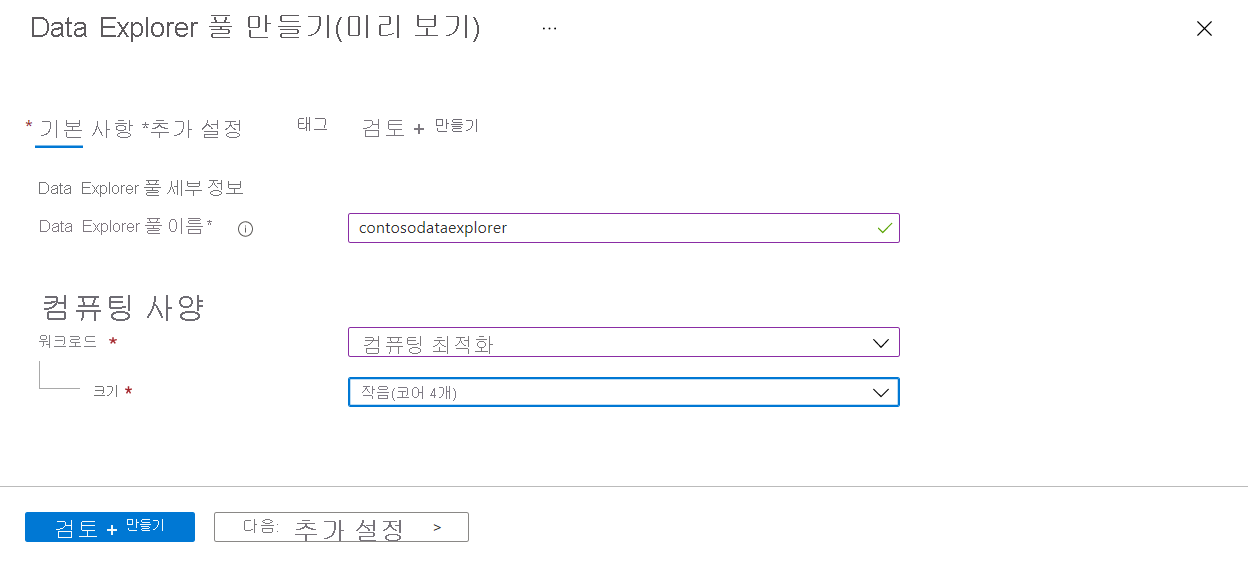 Data Explorer 풀 만들기(미리 보기) ...
* 기본 사항 *추가 설정 태그 검토 + 만들기
Data Explorer 풀 세부 정보
Data Explorer 풀 이름* contosodataexplorer
컴퓨팅 사양
워크로드 * 컴퓨팅 최적화
크기 * 작음(코어 4개)
검토 + 만들기 다음: 추가 설정 >